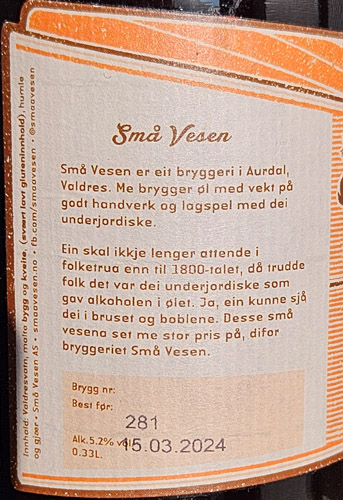 Små Vesen
Små Vesen er eit bryggeri i Aurdal,
Valdres. Me brygger øl med vekt på
godt handverk og lagspel med dei
underjordiske.
Ein skal ikkje lenger attende i
folketrua enn til 1800-talet, då trudde
folk det var dei underjordiske som
gav alkoholen i ølet. Ja, ein kunne sjå
dei i bruset og boblene. Desse små
vesena set me stor pris på, difor
bryggeriet Små Vesen.
Brygg nr:
Best før:
281
Alk.5.2% vol
15.03.2024
0.33L.
Innhold: Valdresvatn, malta bygg og kveite, (svært lavt gluteninnhold), humle
og gjær • Små Vesen AS • smaavesen.no • fb.com/smaavesen • @smaavesen